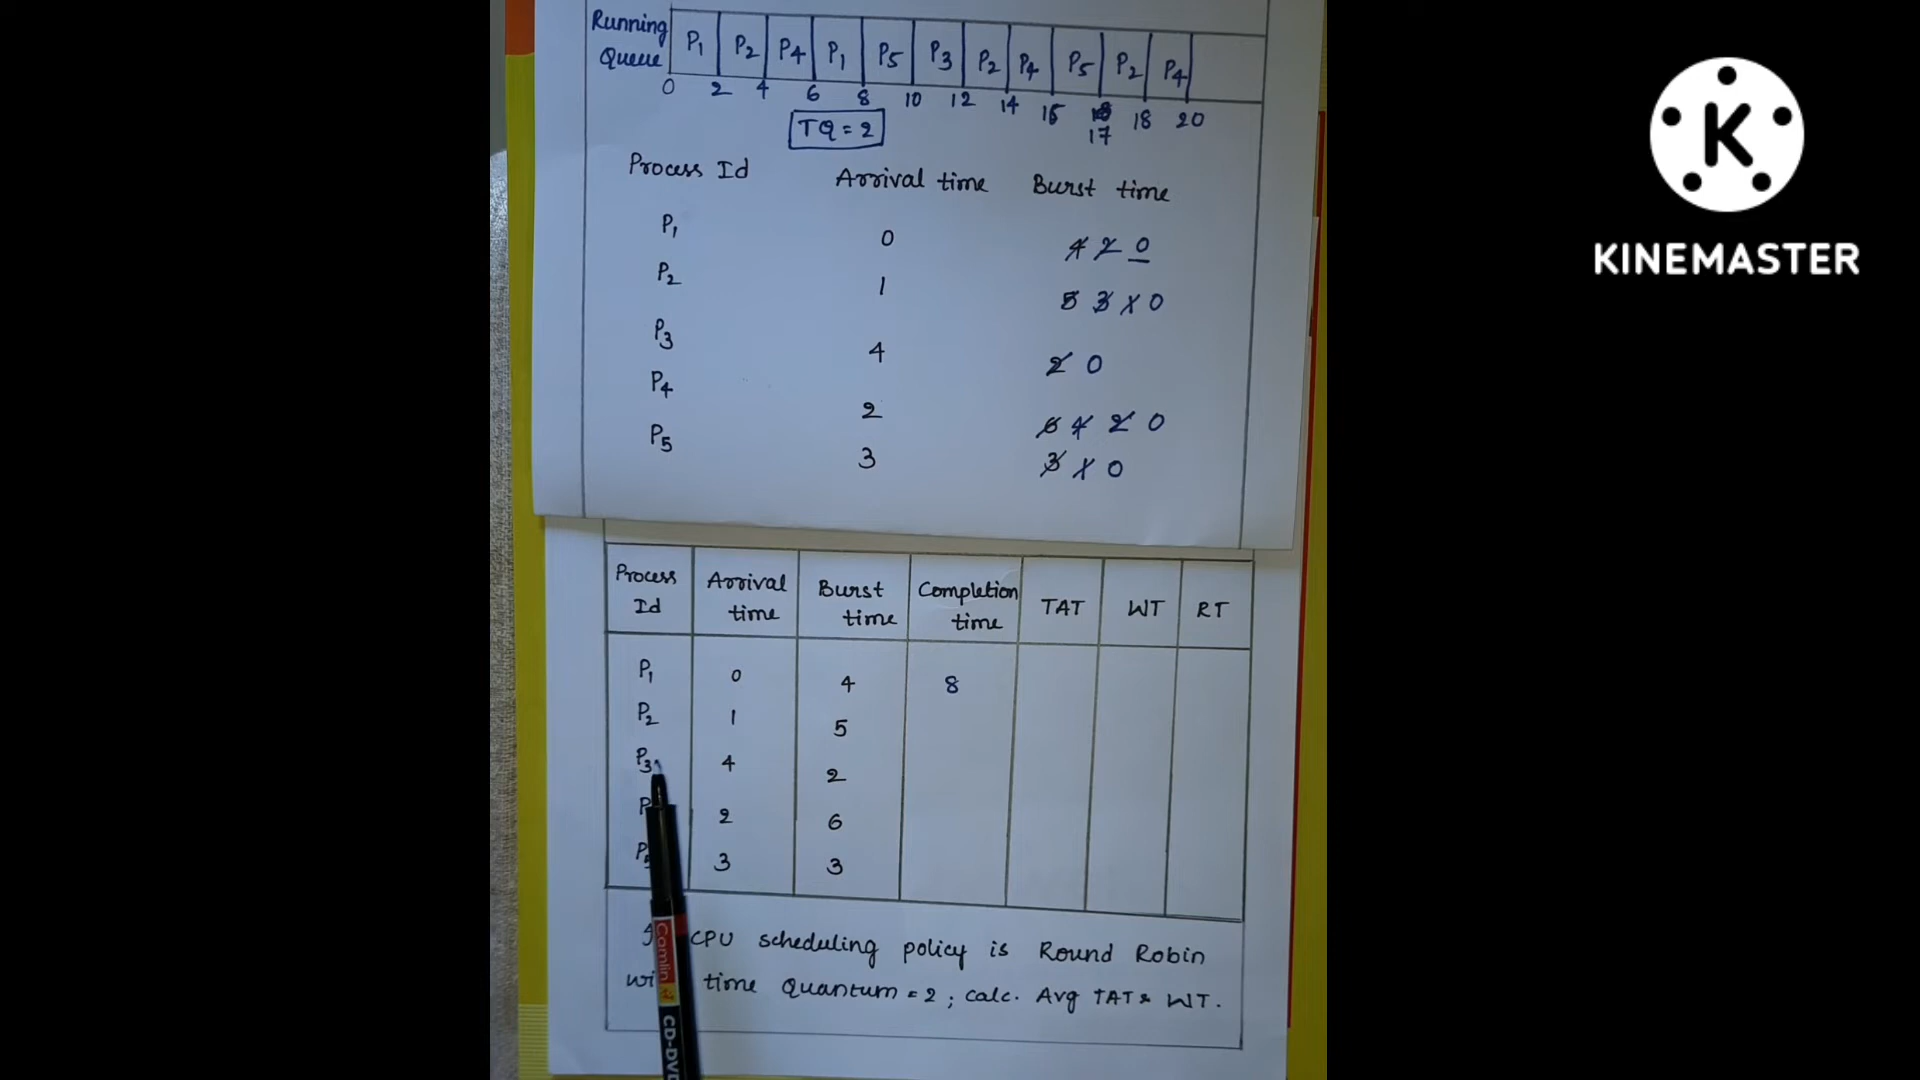 Running Queue P1 P2 P4 P1 P5 P3 P2 P4 P5 P2 P4
0 2 4 6 8 10 12 14 16 17 18 20
TQ = 2
Process Id Arrival time Burst time
P1 0 4 2 0
P2 1 5 3 1 0
P3 4 2 0
P4 2 6 4 2 0
P5 3 3 1 0
Process Id Arrival time Burst time Completion time TAT WT RT
P1 0 4 8
P2 1 5
P3 4 2
P 2 6
P5 3 3
CPU scheduling policy is Round Robin
time Quantum = 2 ; calc. Avg TAT & WT.
Camlin
CD-DVD
K
KINEMASTER